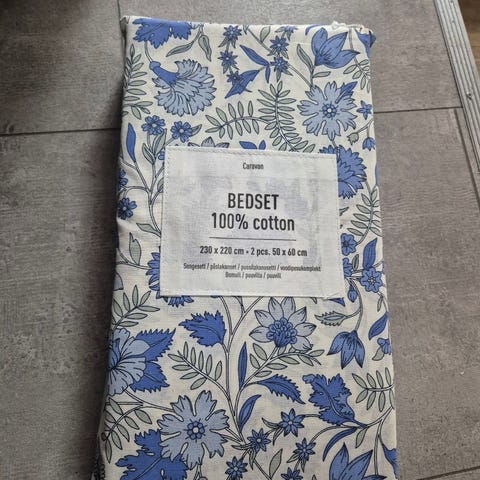 Caravan
BEDSET
100% cotton
230 x 220 cm • 2 pcs. 50 x 60 cm
Sengesett / påslakanset / pussilakanasetti / voodipesukomplekt
Bomull / puuvilla / puuvill